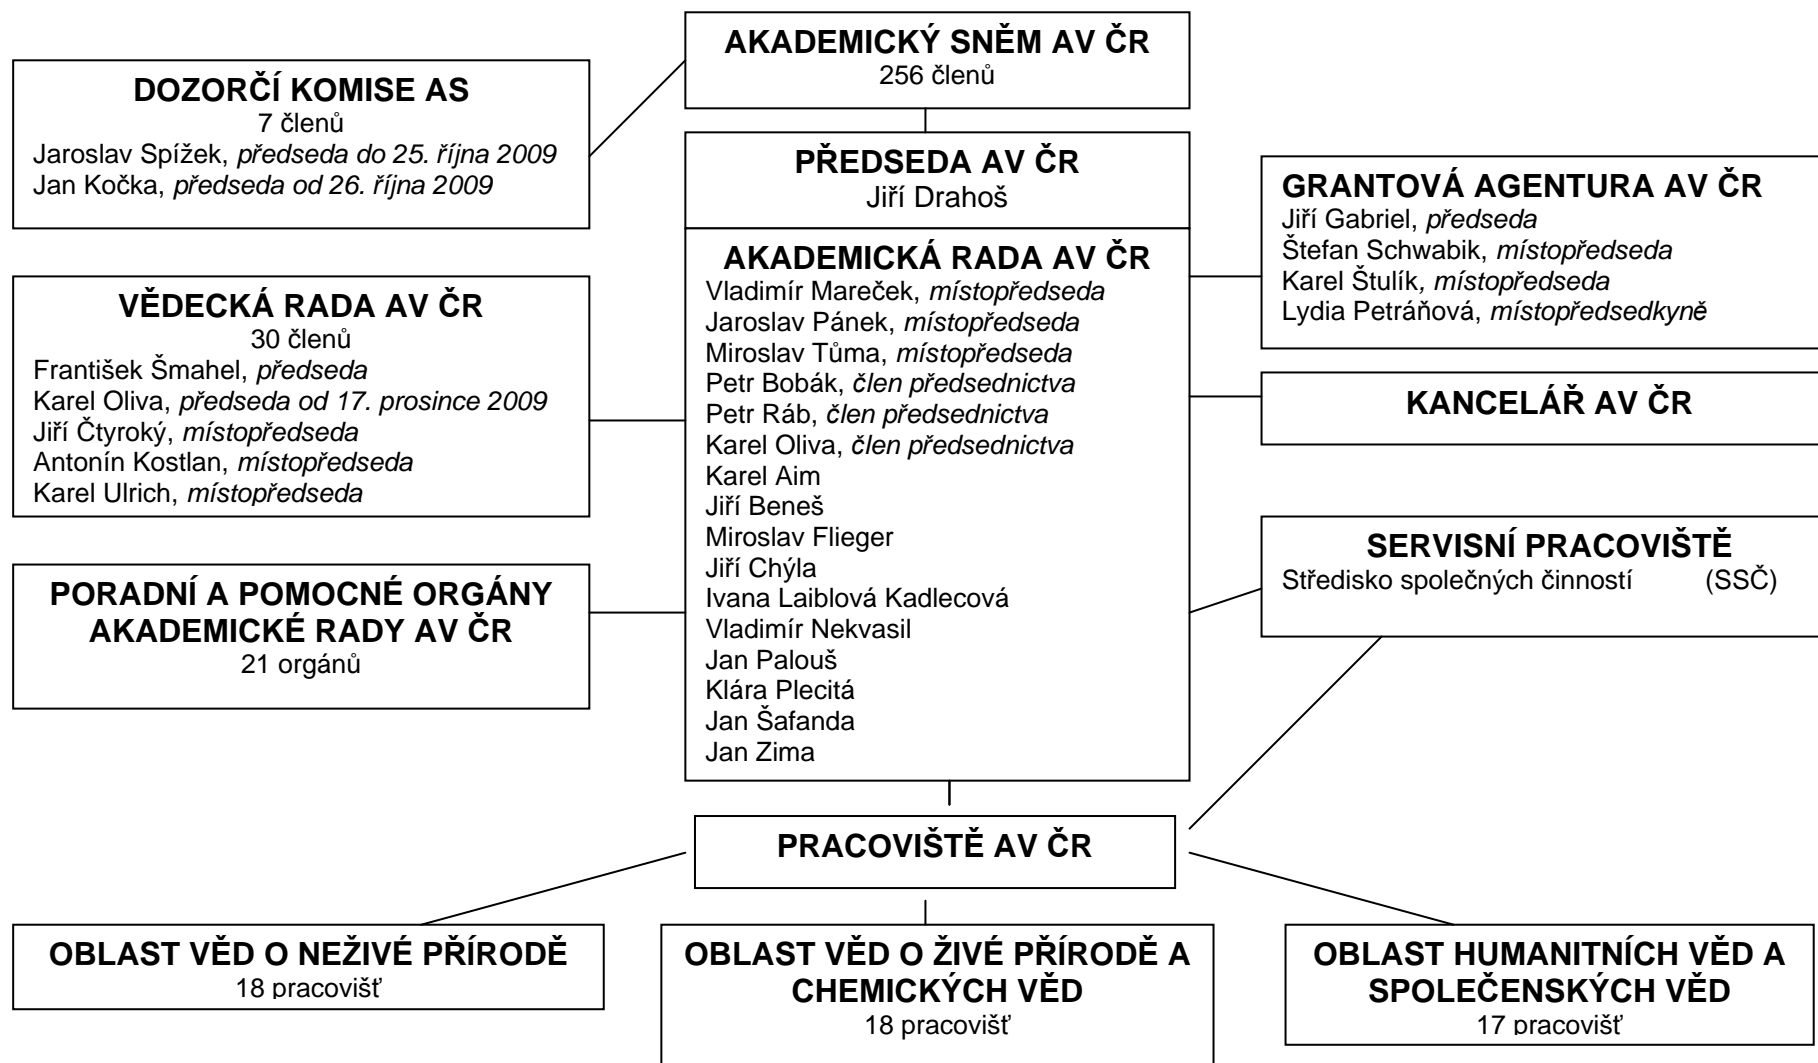 AKADEMICKÝ SNĚM AV ČR
256 členů
DOZORČÍ KOMISE AS
7 členů
Jaroslav Spížek, předseda do 25. října 2009
Jan Kočka, předseda od 26. října 2009
PŘEDSEDA AV ČR
Jiří Drahoš
GRANTOVÁ AGENTURA AV ČR
Jiří Gabriel, předseda
Štefan Schwabik, místopředseda
Karel Štulík, místopředseda
Lydia Petráňová, místopředsedkyně
AKADEMICKÁ RADA AV ČR
Vladimír Mareček, místopředseda
Jaroslav Pánek, místopředseda
Miroslav Tůma, místopředseda
Petr Bobák, člen předsednictva
Petr Ráb, člen předsednictva
Karel Oliva, člen předsednictva
Karel Aim
Jiří Beneš
Miroslav Flieger
Jiří Chýla
Ivana Laiblová Kadlecová
Vladimír Nekvasil
Jan Palouš
Klára Plecitá
Jan Šafanda
Jan Zima
VĚDECKÁ RADA AV ČR
30 členů
František Šmahel, předseda
Karel Oliva, předseda od 17. prosince 2009
Jiří Čtyroký, místopředseda
Antonín Kostlan, místopředseda
Karel Ulrich, místopředseda
KANCELÁŘ AV ČR
SERVISNÍ PRACOVIŠTĚ
Středisko společných činností (SSČ)
PORADNÍ A POMOCNÉ ORGÁNY
AKADEMICKÉ RADY AV ČR
21 orgánů
PRACOVIŠTĚ AV ČR
OBLAST VĚD O NEŽIVÉ PŘÍRODĚ
18 pracovišť
OBLAST VĚD O ŽIVÉ PŘÍRODĚ A
CHEMICKÝCH VĚD
18 pracovišť
OBLAST HUMANITNÍCH VĚD A
SPOLEČENSKÝCH VĚD
17 pracovišť